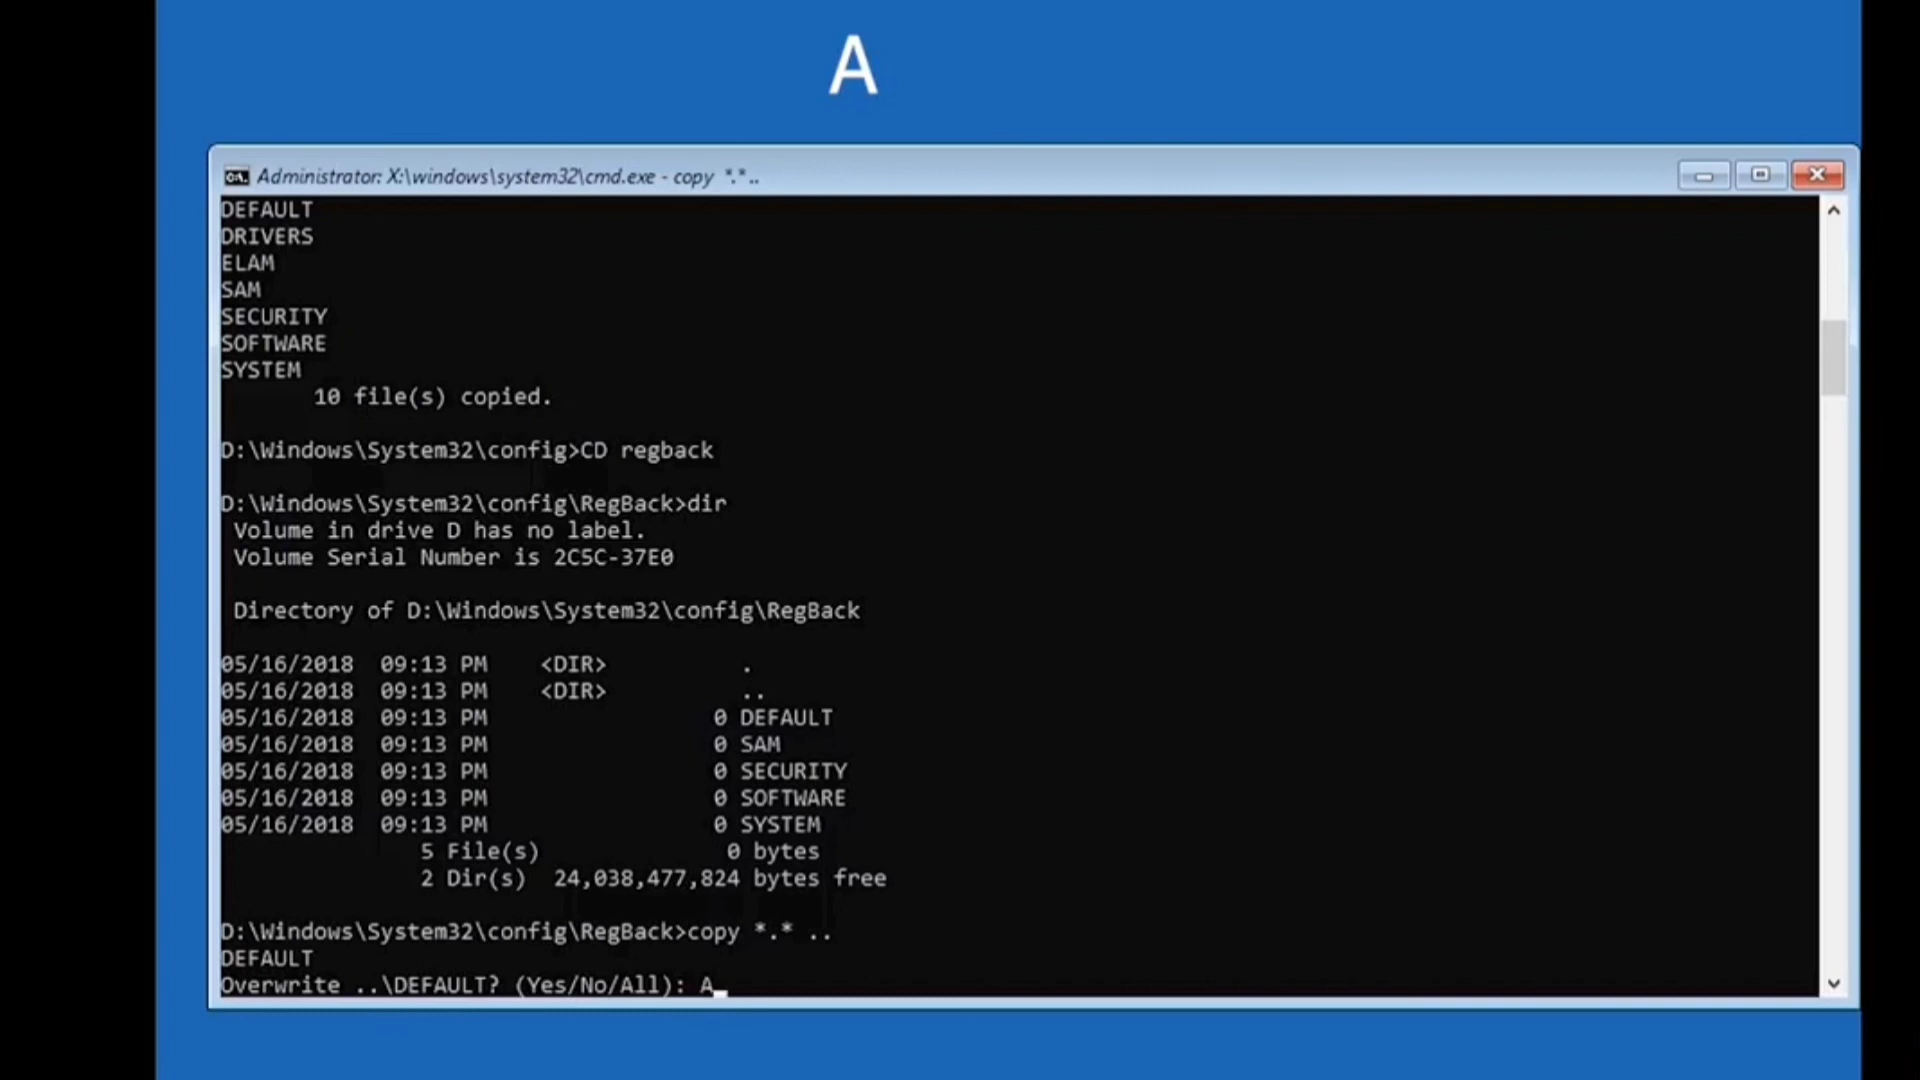 A
Administrator: X:\windows\system32\cmd.exe - copy *.* ..
DEFAULT
DRIVERS
ELAM
SAM
SECURITY
SOFTWARE
SYSTEM
10 file(s) copied.
D:\Windows\System32\config>CD regback
D:\Windows\System32\config\RegBack>dir
Volume in drive D has no label.
Volume Serial Number is 2C5C-37E0
Directory of D:\Windows\System32\config\RegBack
05/16/2018 09:13 PM <DIR> .
05/16/2018 09:13 PM <DIR> ..
05/16/2018 09:13 PM 0 DEFAULT
05/16/2018 09:13 PM 0 SAM
05/16/2018 09:13 PM 0 SECURITY
05/16/2018 09:13 PM 0 SOFTWARE
05/16/2018 09:13 PM 0 SYSTEM
5 File(s) 0 bytes
2 Dir(s) 24,038,477,824 bytes free
D:\Windows\System32\config\RegBack>copy *.* ..
DEFAULT
Overwrite ..\DEFAULT? (Yes/No/All): A_